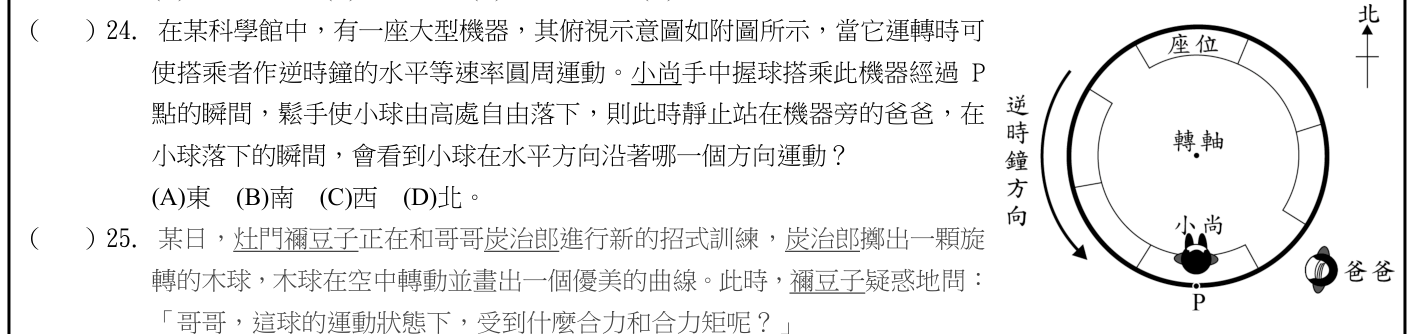 (　　) 24. 在某科學館中，有一座大型機器，其俯視示意圖如附圖所示，當它運轉時可
使搭乘者作逆時鐘的水平等速率圓周運動。小尚手中握球搭乘此機器經過 P
點的瞬間，鬆手使小球由高處自由落下，則此時靜止站在機器旁的爸爸，在
小球落下的瞬間，會看到小球在水平方向沿著哪一個方向運動？
(A)東　(B)南　(C)西　(D)北。
(　　) 25. 某日，灶門禰豆子正在和哥哥炭治郎進行新的招式訓練，炭治郎擲出一顆旋
轉的木球，木球在空中轉動並畫出一個優美的曲線。此時，禰豆子疑惑地問：
「哥哥，這球的運動狀態下，受到什麼合力和合力矩呢？」
北
座位
逆時鐘方向
轉軸
小尚
爸爸
P